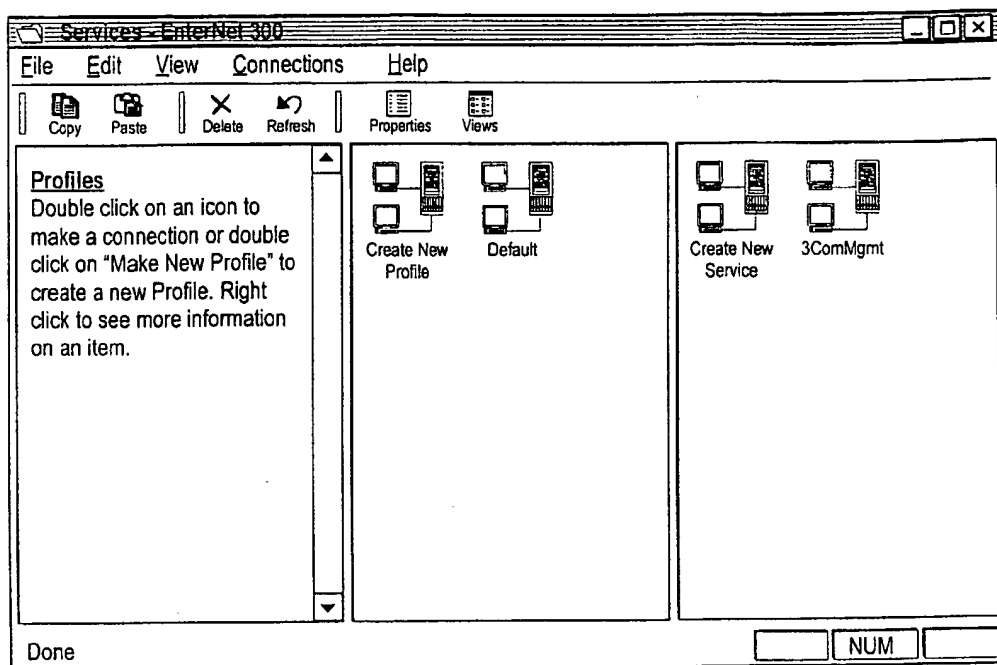 Services - EnterNet 300
File Edit View Connections Help
Copy Paste Delete Refresh Properties Views
Profiles
Double click on an icon to
make a connection or double
click on “Make New Profile” to
create a new Profile. Right
click to see more information
on an item.
Create New
Profile
Default
Create New
Service
3ComMgmt
Done
NUM